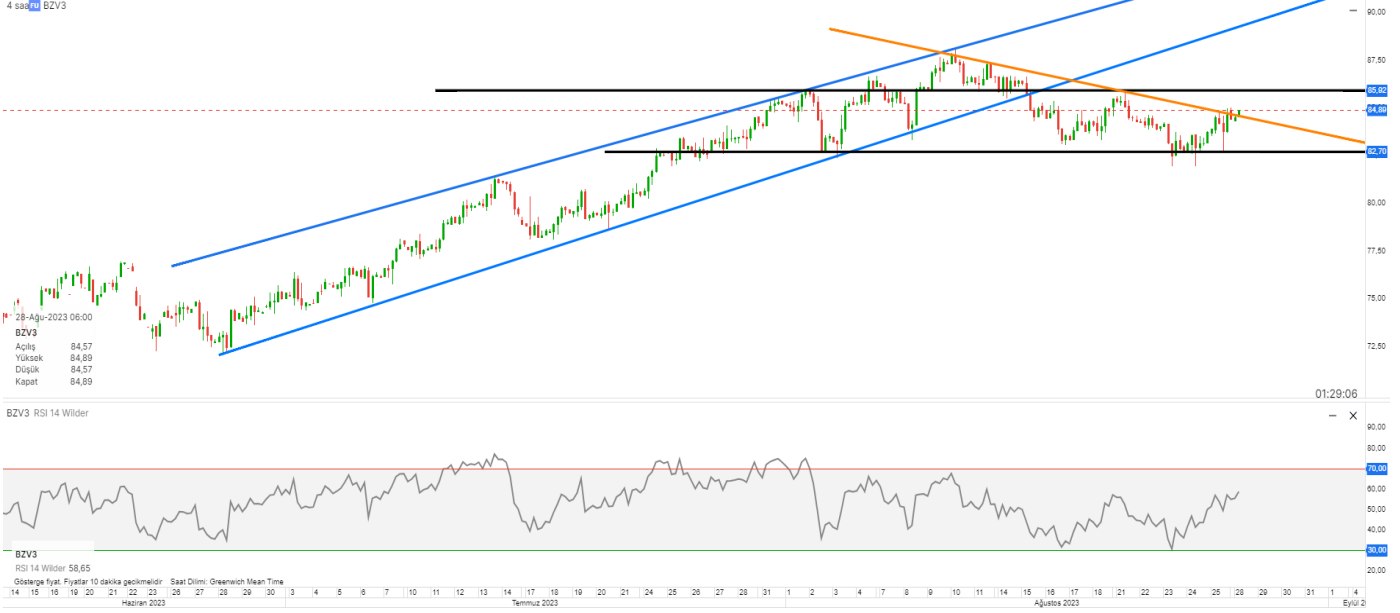 4 saa FU BZV3
90,00
87,50
85,92
84,89
82,70
80,00
77,50
75,00
72,50
28-Ağu-2023 06:00
BZV3
Açılış 84,57
Yüksek 84,89
Düşük 84,57
Kapat 84,89
01:29:06
BZV3 RSI 14 Wilder
90,00
80,00
70,00
60,00
50,00
40,00
30,00
20,00
BZV3
RSI 14 Wilder 58,65
Gösterge fiyat. Fiyatlar 10 dakika gecikmelidir Saat Dilimi: Greenwich Mean Time
14 15 16 19 20 21 22 23 26 27 28 29 30 3 4 5 6 7 10 11 12 13 14 17 18 19 20 21 24 25 26 27 28 31 1 2 3 4 7 8 9 10 11 14 15 16 17 18 21 22 23 24 25 28 29 30 31 1 4
Haziran 2023 Temmuz 2023 Ağustos 2023 Eylül 2